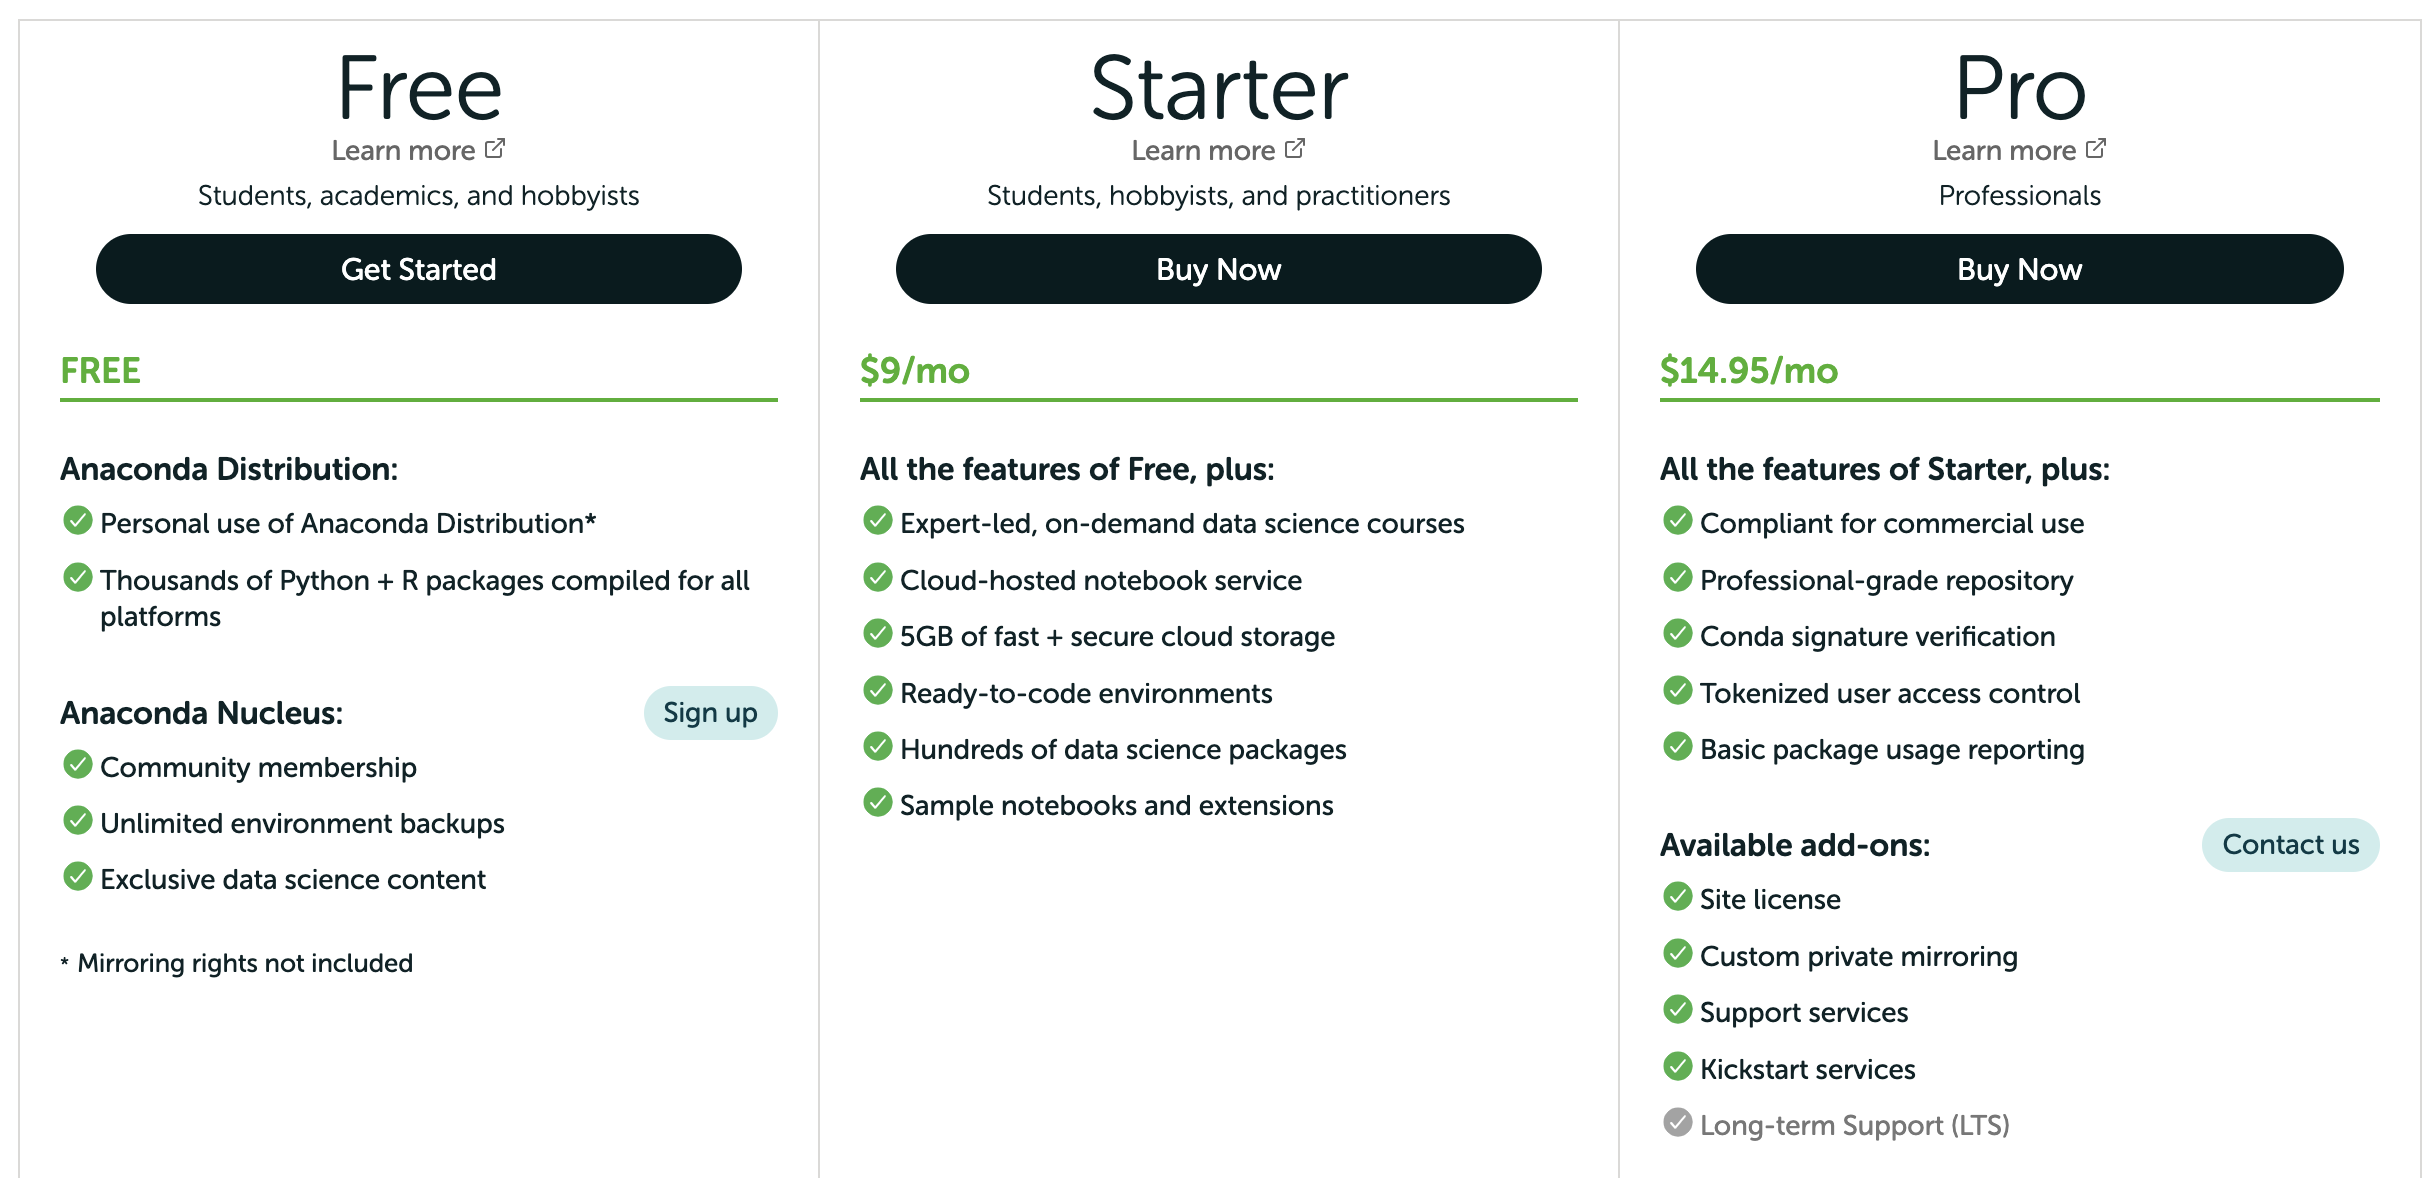 Free
Learn more
Students, academics, and hobbyists
Get Started
FREE
Anaconda Distribution:
Personal use of Anaconda Distribution*
Thousands of Python + R packages compiled for all
platforms
Anaconda Nucleus:
Sign up
Community membership
Unlimited environment backups
Exclusive data science content
* Mirroring rights not included
Starter
Learn more
Students, hobbyists, and practitioners
Buy Now
$9/mo
All the features of Free, plus:
Expert-led, on-demand data science courses
Cloud-hosted notebook service
5GB of fast + secure cloud storage
Ready-to-code environments
Hundreds of data science packages
Sample notebooks and extensions
Pro
Learn more
Professionals
Buy Now
$14.95/mo
All the features of Starter, plus:
Compliant for commercial use
Professional-grade repository
Conda signature verification
Tokenized user access control
Basic package usage reporting
Available add-ons:
Contact us
Site license
Custom private mirroring
Support services
Kickstart services
Long-term Support (LTS)